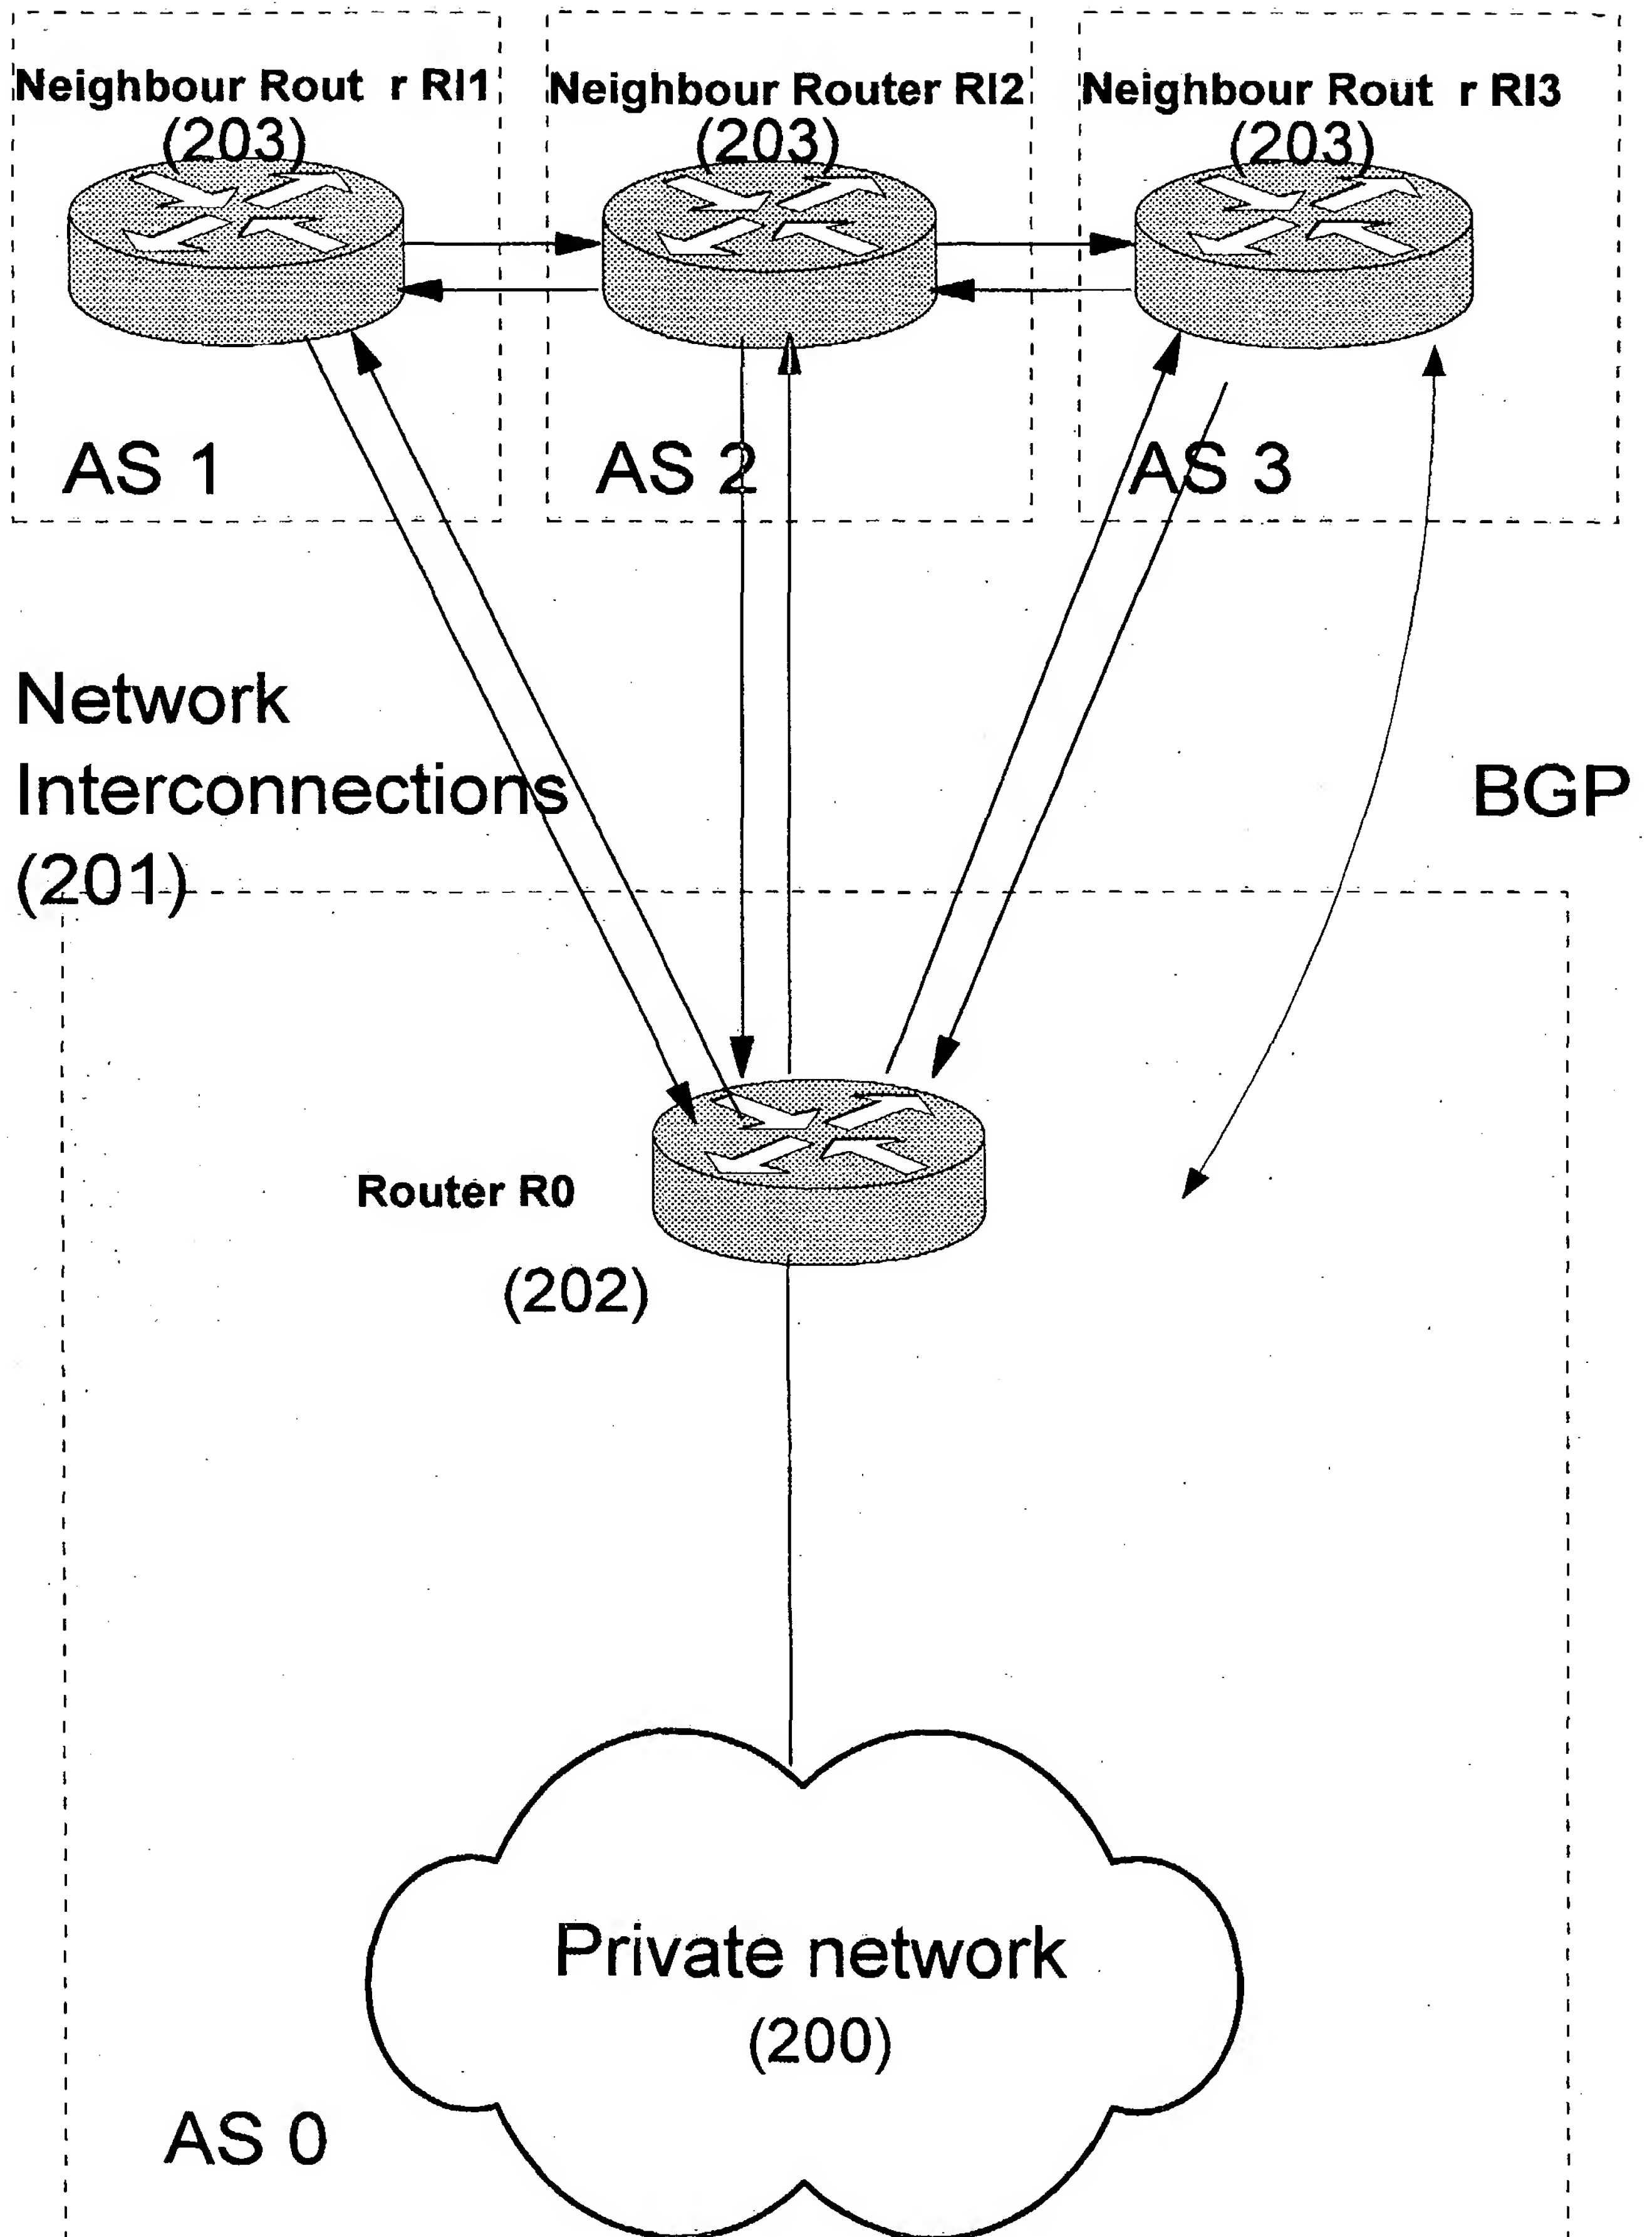 Neighbour Rout r RI1
(203)
Neighbour Router RI2
(203)
Neighbour Rout r RI3
(203)
AS 1
AS 2
AS 3
Network
Interconnections
(201)
BGP
Router R0
(202)
Private network
(200)
AS 0